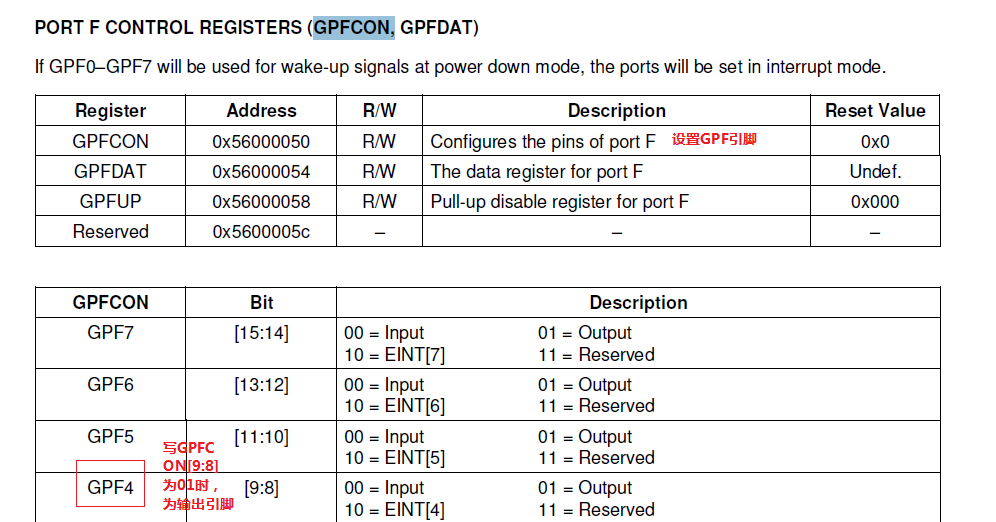 PORT F CONTROL REGISTERS (GPFCON, GPFDAT)
If GPF0–GPF7 will be used for wake-up signals at power down mode, the ports will be set in interrupt mode.
Register Address R/W Description Reset Value
GPFCON 0x56000050 R/W Configures the pins of port F 设置GPF引脚 0x0
GPFDAT 0x56000054 R/W The data register for port F Undef.
GPFUP 0x56000058 R/W Pull-up disable register for port F 0x000
Reserved 0x5600005c – – –
GPFCON Bit Description
GPF7 [15:14] 00 = Input 01 = Output
10 = EINT[7] 11 = Reserved
GPF6 [13:12] 00 = Input 01 = Output
10 = EINT[6] 11 = Reserved
GPF5 [11:10] 00 = Input 01 = Output
10 = EINT[5] 11 = Reserved
写GPFC
ON[9:8]
为01时，
为输出引脚
GPF4 [9:8] 00 = Input 01 = Output
10 = EINT[4] 11 = Reserved